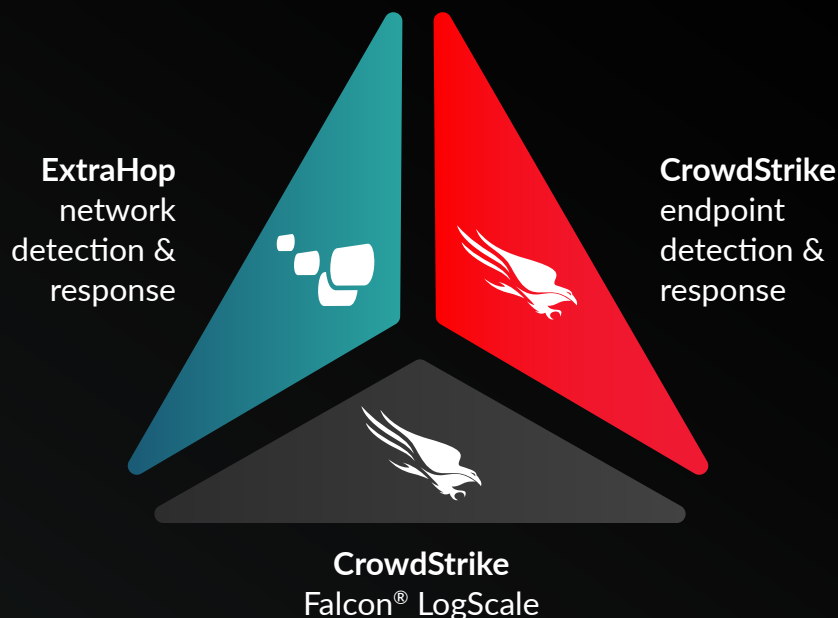 ExtraHop
network
detection &
response
CrowdStrike
endpoint
detection &
response
CrowdStrike
Falcon® LogScale